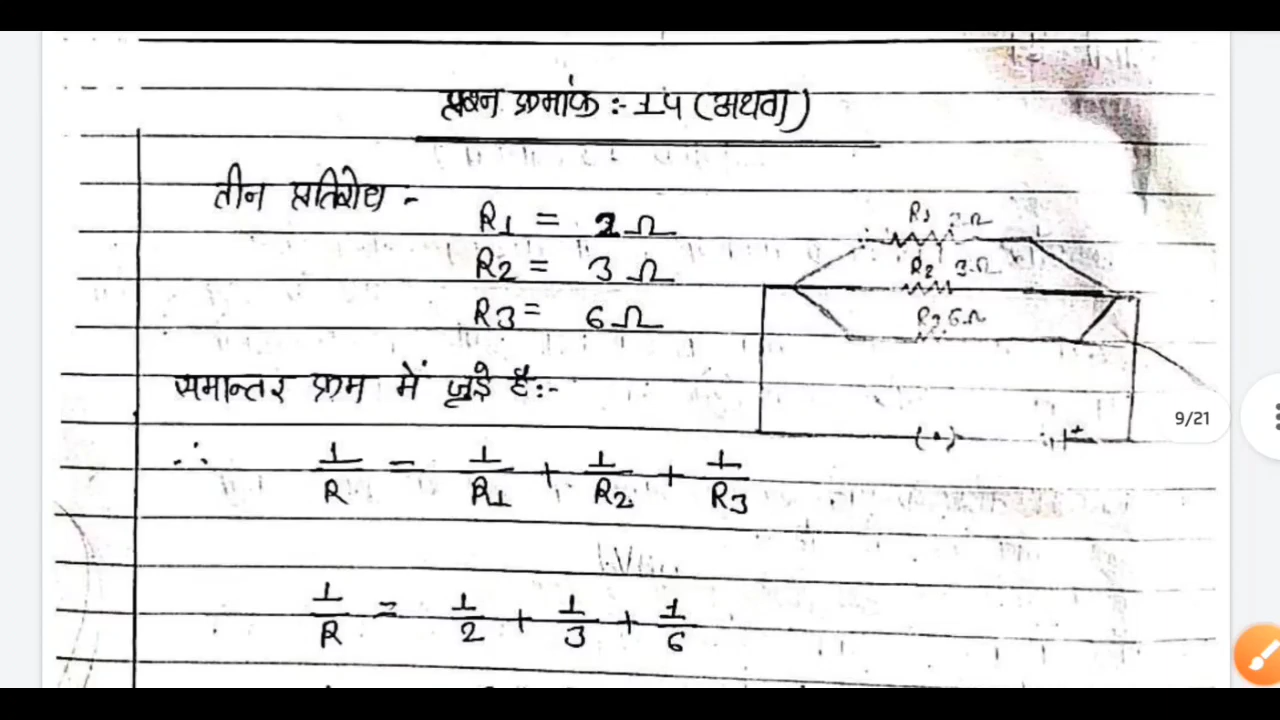 प्रश्न क्रमांक :- 14 (अथवा)
तीन प्रतिरोध -
R1 = 2 Ω
R2 = 3 Ω
R3 = 6 Ω
R1 2Ω
R2 3Ω
R3 6Ω
समान्तर क्रम में जुड़े है:-
∴ 1/R = 1/R1 + 1/R2 + 1/R3
1/R = 1/2 + 1/3 + 1/6
9/21